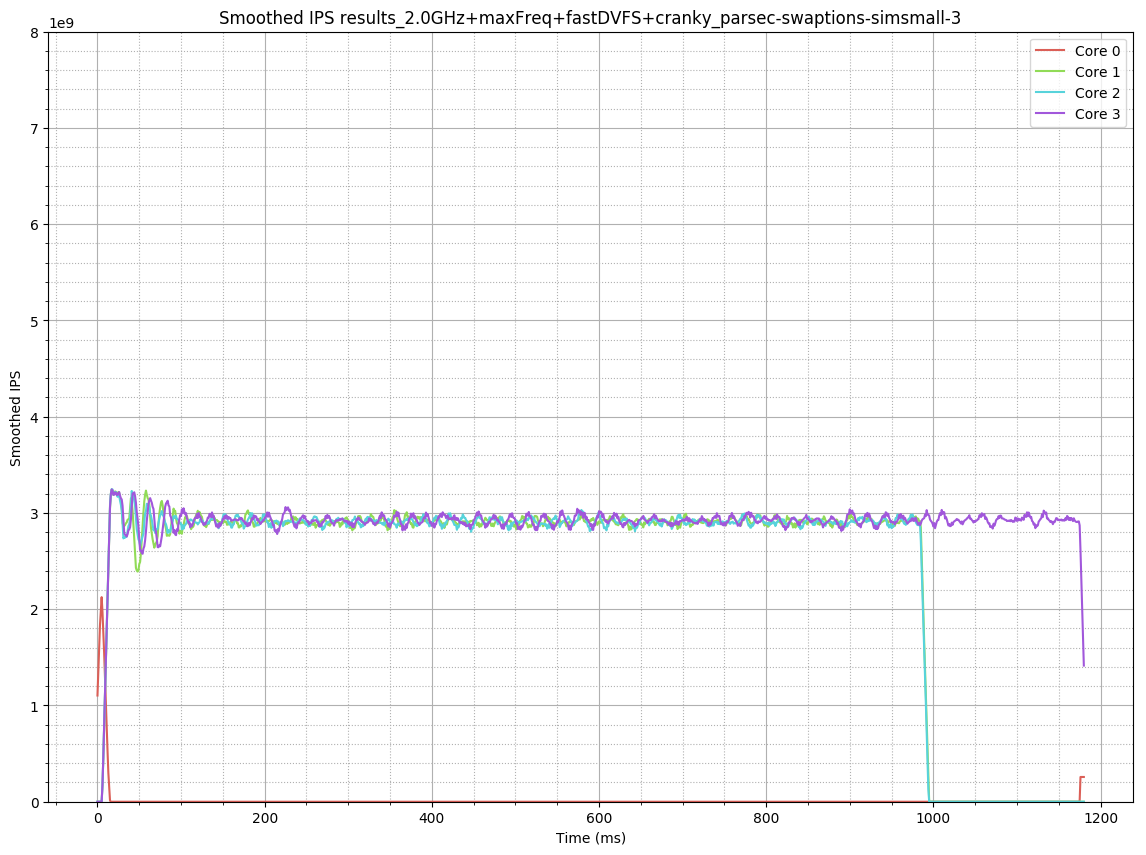 Smoothed IPS results_2.0GHz+maxFreq+fastDVFS+cranky_parsec-swaptions-simsmall-3
1e9
8
7
6
5
4
3
2
1
0
Smoothed IPS
Core 0
Core 1
Core 2
Core 3
0 200 400 600 800 1000 1200
Time (ms)